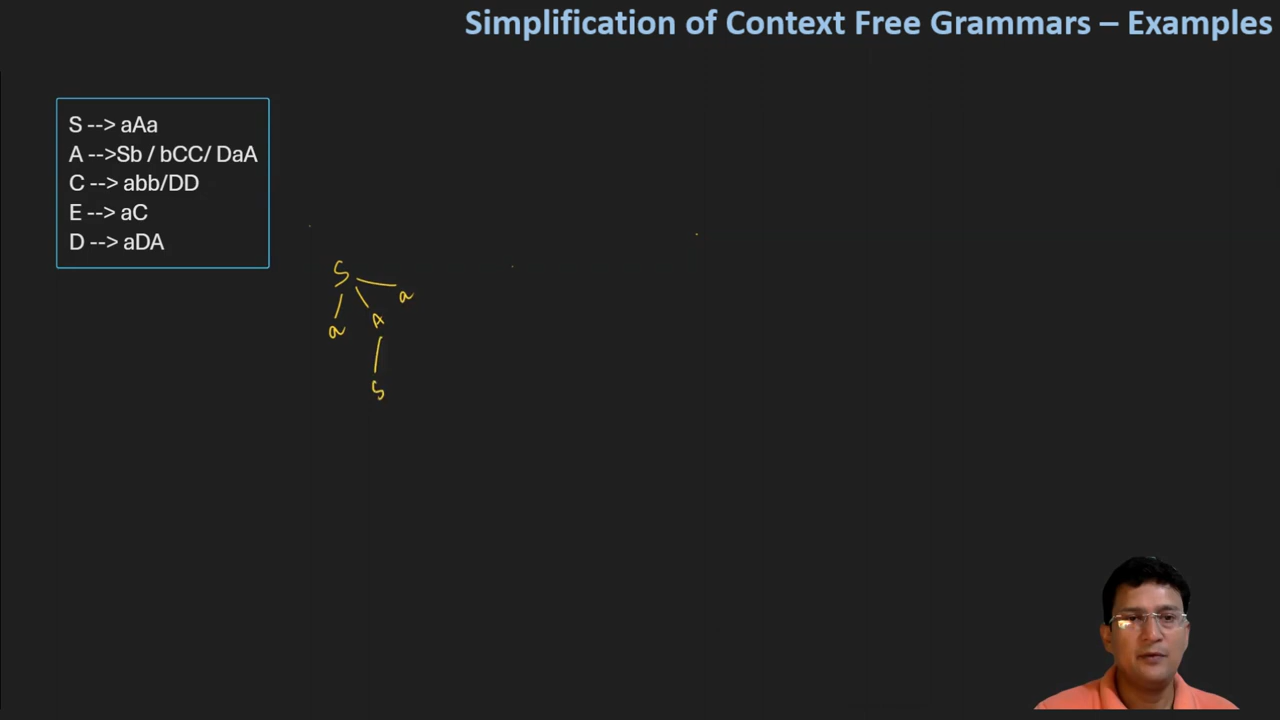 Simplification of Context Free Grammars – Examples
S --> aAa
A -->Sb / bCC/ DaA
C --> abb/DD
E --> aC
D --> aDA
S
a A a
S